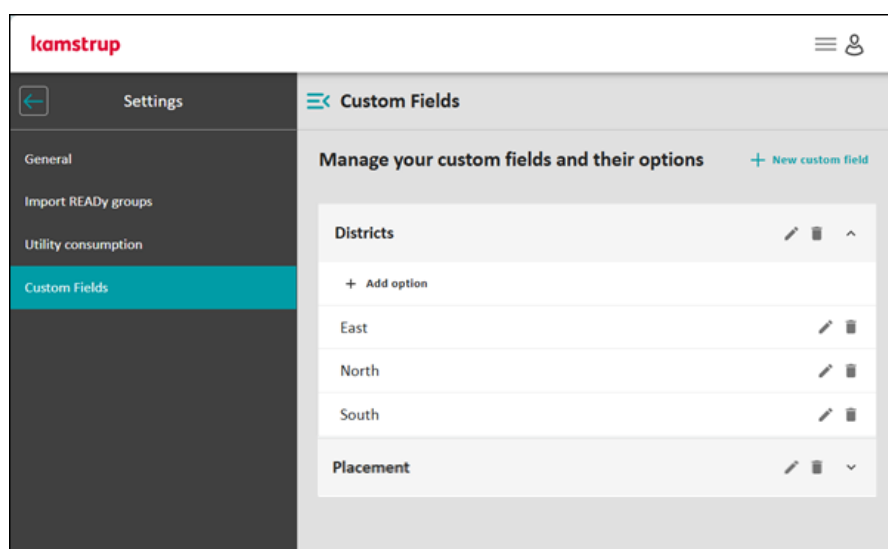 kamstrup
Settings
Custom Fields
General
Import READy groups
Utility consumption
Custom Fields
Manage your custom fields and their options
New custom field
Districts
+ Add option
East
North
South
Placement